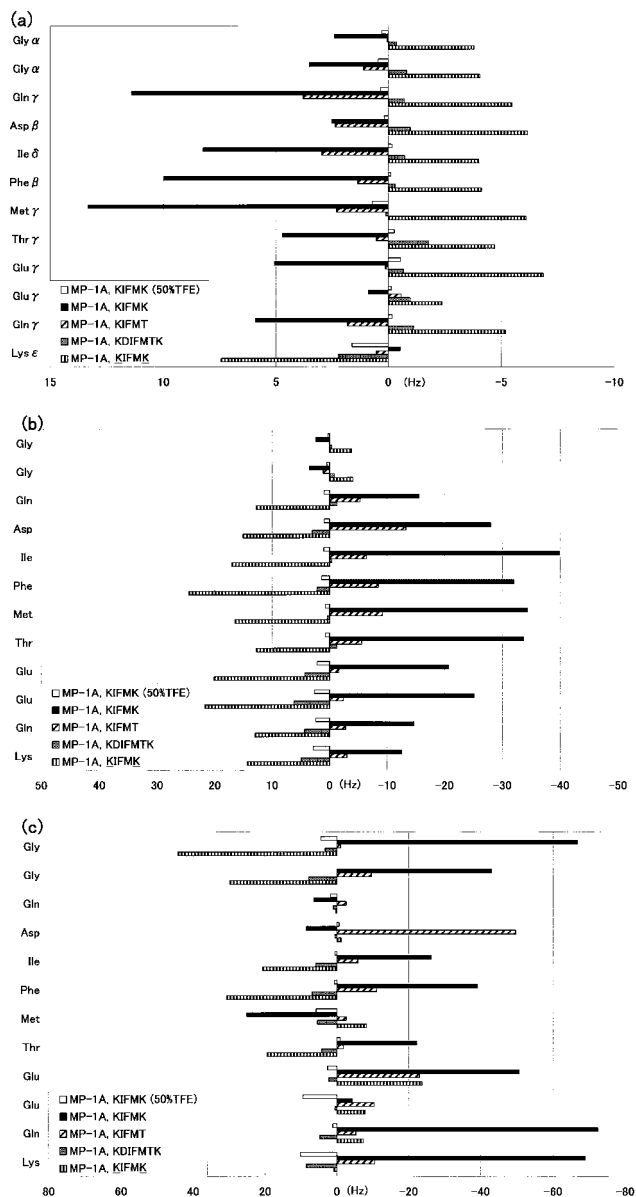 (a)
Gly α
Gly α
Gln γ
Asp β
Ile δ
Phe β
Met γ
Thr γ
Glu γ
Glu γ
Gln γ
Lys ε
MP-1A, KIFMK (50%TFE)
MP-1A, KIFMK
MP-1A, KIFMT
MP-1A, KDIFMTK
MP-1A, KIFMK
15 10 5 0 (Hz) -5 -10
(b)
Gly
Gly
Gln
Asp
Ile
Phe
Met
Thr
Glu
Glu
Gln
Lys
MP-1A, KIFMK (50%TFE)
MP-1A, KIFMK
MP-1A, KIFMT
MP-1A, KDIFMTK
MP-1A, KIFMK
50 40 30 20 10 0 (Hz) -10 -20 -30 -40 -50
(c)
Gly
Gly
Gln
Asp
Ile
Phe
Met
Thr
Glu
Glu
Gln
Lys
MP-1A, KIFMK (50%TFE)
MP-1A, KIFMK
MP-1A, KIFMT
MP-1A, KDIFMTK
MP-1A, KIFMK
80 60 40 20 0 (Hz) -20 -40 -60 -80